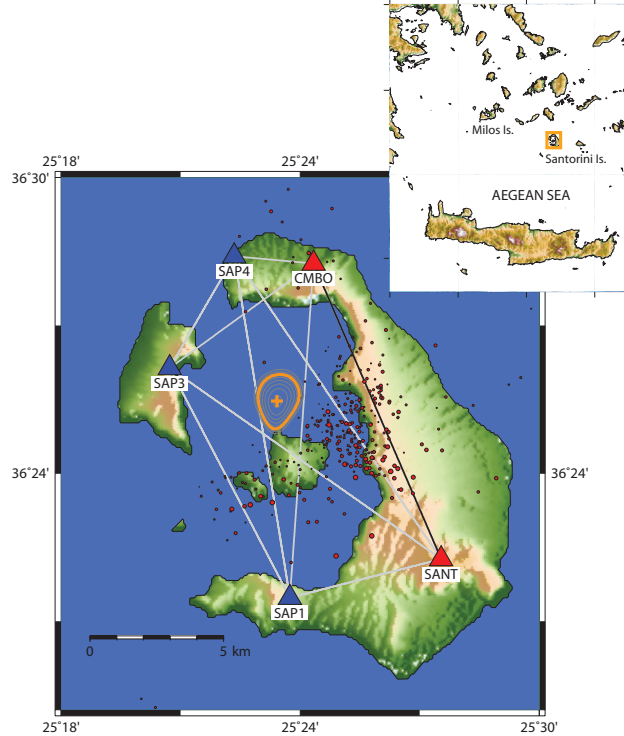 Milos Is.
Santorini Is.
AEGEAN SEA
25˚18' 25˚24'
36˚30'
SAP4 CMBO
SAP3
36˚24' 36˚24'
SANT
SAP1
0 5 km
25˚18' 25˚24' 25˚30'